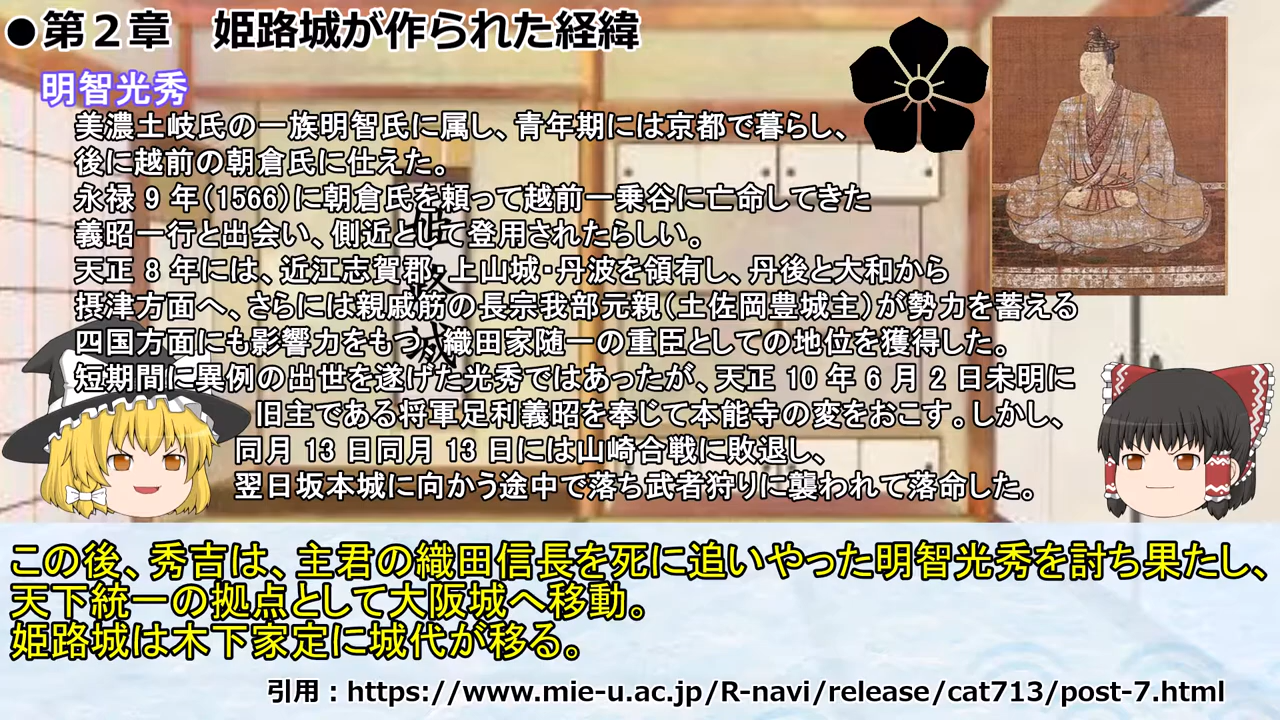 ●第２章　姫路城が作られた経緯
明智光秀
美濃土岐氏の一族明智氏に属し、青年期には京都で暮らし、
後に越前の朝倉氏に仕えた。
永禄 9 年（1566）に朝倉氏を頼って越前一乗谷に亡命してきた
義昭一行と出会い、側近として登用されたらしい。
天正 8 年には、近江志賀郡・上山城・丹波を領有し、丹後と大和から
摂津方面へ、さらには親戚筋の長宗我部元親（土佐岡豊城主）が勢力を蓄える
四国方面にも影響力をもつ、織田家随一の重臣としての地位を獲得した。
短期間に異例の出世を遂げた光秀ではあったが、天正 10 年 6 月 2 日未明に
旧主である将軍足利義昭を奉じて本能寺の変をおこす。しかし、
同月 13 日同月 13 日には山崎合戦に敗退し、
翌日坂本城に向かう途中で落ち武者狩りに襲われて落命した。
姫路城
この後、秀吉は、主君の織田信長を死に追いやった明智光秀を討ち果たし、
天下統一の拠点として大阪城へ移動。
姫路城は木下家定に城代が移る。
引用：https://www.mie-u.ac.jp/R-navi/release/cat713/post-7.html